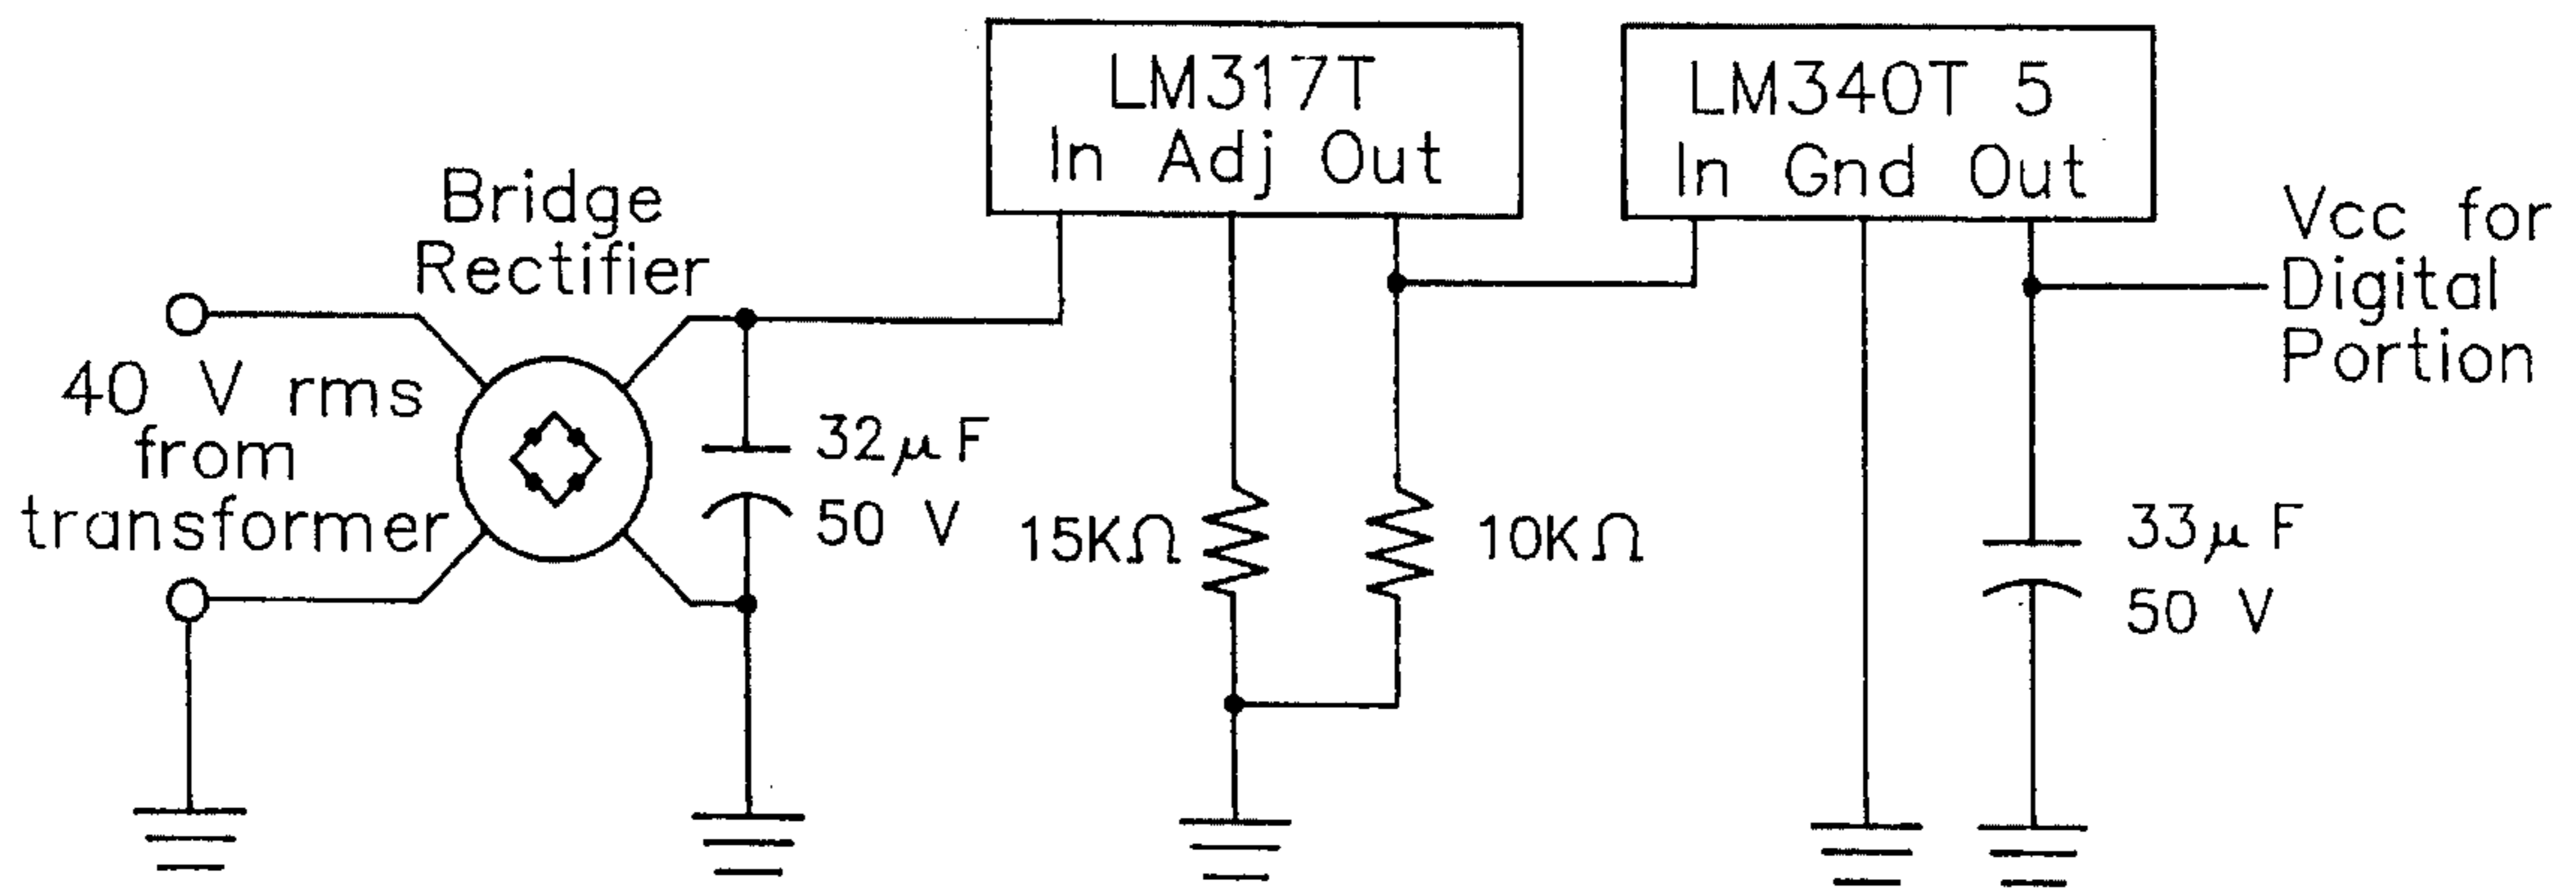 LM317T
In Adj Out
LM340T 5
In Gnd Out
Bridge
Rectifier
Vcc for
Digital
Portion
40 V rms
from
transformer
32μF
50 V
15KΩ
10KΩ
33μF
50 V